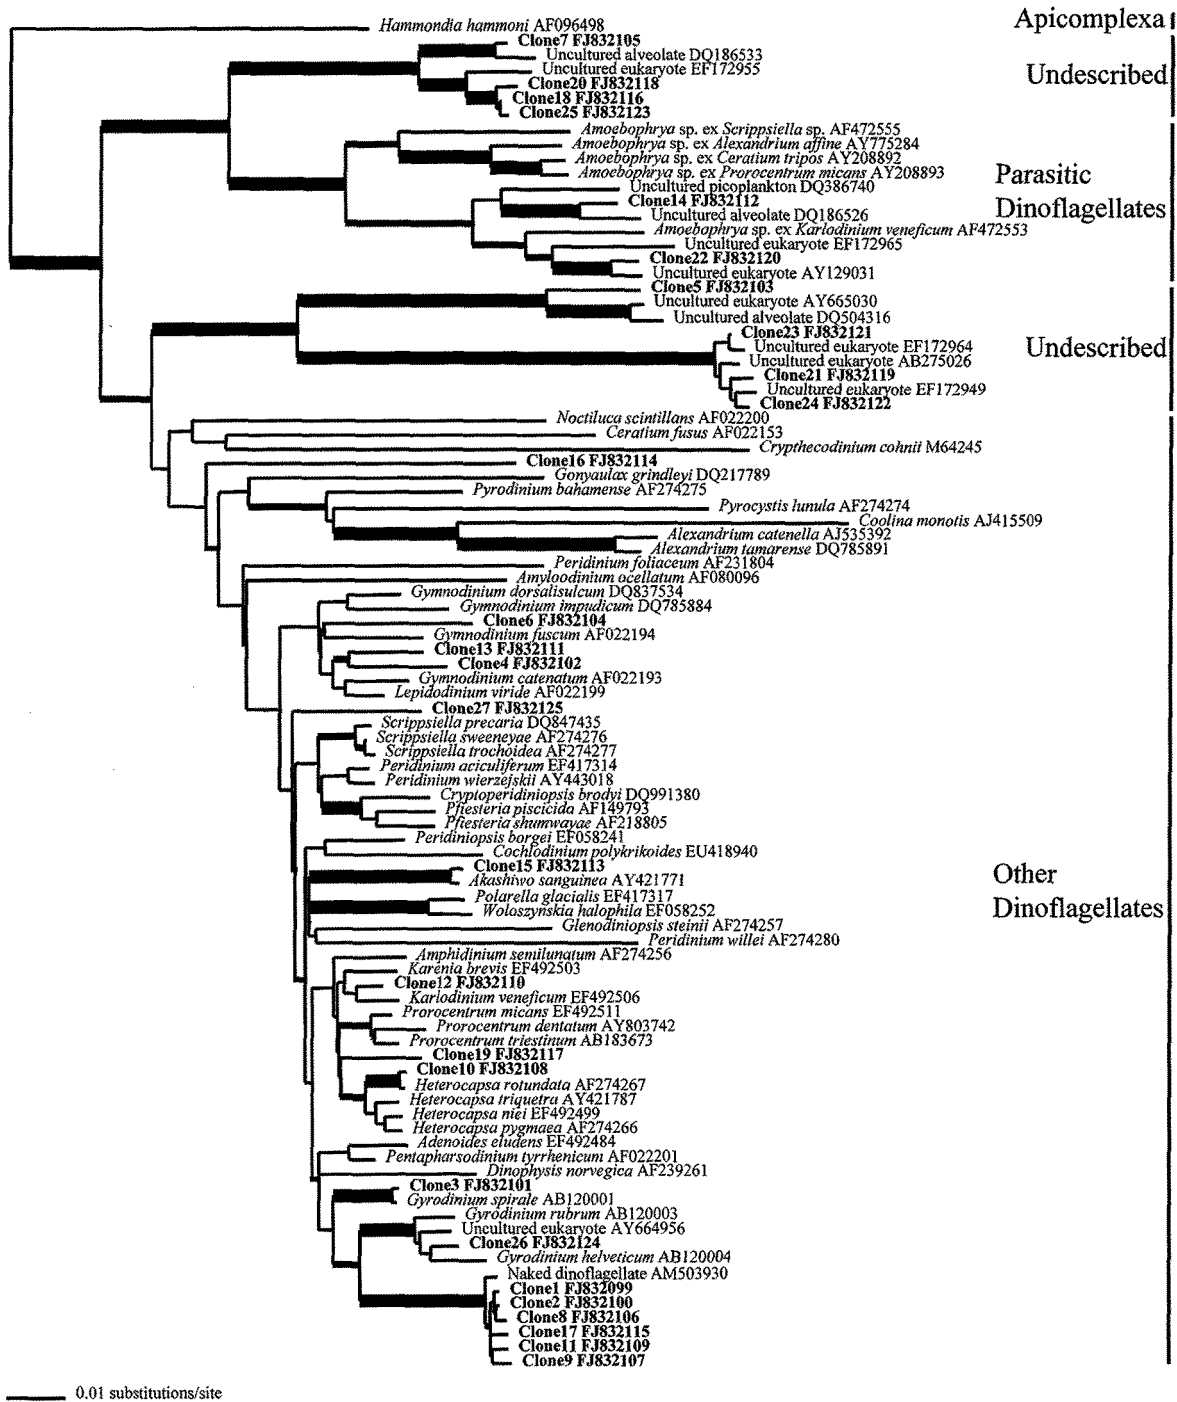 Hammondia hammoni AF096498
Apicomplexa
Clone7 FJ832105
Uncultured alveolate DQ186533
Uncultured eukaryote EF172955
Undescribed
Clone20 FJ832118
Clone18 FJ832116
Clone25 FJ832123
Amoebophrya sp. ex Scrippsiella sp. AF472555
Amoebophrya sp. ex Alexandrium affine AY775284
Amoebophrya sp. ex Ceratium tripos AY208892
Amoebophrya sp. ex Prorocentrum micans AY208893
Parasitic
Dinoflagellates
Uncultured picoplankton DQ386740
Clone14 FJ832112
Uncultured alveolate DQ186526
Amoebophrya sp. ex Karlodinium veneficum AF472553
Uncultured eukaryote EF172965
Clone22 FJ832120
Uncultured eukaryote AY129031
Clone5 FJ832103
Uncultured eukaryote AY665030
Uncultured alveolate DQ504316
Clone23 FJ832121
Uncultured eukaryote EF172964
Undescribed
Uncultured eukaryote AB275026
Clone21 FJ832119
Uncultured eukaryote EF172949
Clone24 FJ832122
Noctiluca scintillans AF022200
Ceratium fusus AF022153
Crypthecodinium cohnii M64245
Clone16 FJ832114
Gonyaulax grindleyi DQ217789
Pyrodinium bahamense AF274275
Pyrocystis lunula AF274274
Coolina monotis AJ415509
Alexandrium catenella AJ535392
Alexandrium tamarense DQ785891
Peridinium foliaceum AF231804
Amyloodinium ocellatum AF080096
Gymnodinium dorsalisulcum DQ837534
Gymnodinium impudicum DQ785884
Clone6 FJ832104
Gymnodinium fuscum AF022194
Clone13 FJ832111
Clone4 FJ832102
Gymnodinium catenatum AF022193
Lepidodinium viride AF022199
Clone27 FJ832125
Scrippsiella precaria DQ847435
Scrippsiella sweeneyae AF274276
Scrippsiella trochoidea AF274277
Peridinium aciculiferum EF417314
Peridinium wierzejskii AY443018
Cryptoperidiniopsis brodyi DQ991380
Pfiesteria piscicida AF149793
Pfiesteria shumwayae AF218805
Peridiniopsis borgei EF058241
Cochlodinium polykrikoides EU418940
Clone15 FJ832113
Akashiwo sanguinea AY421771
Other
Dinoflagellates
Polarella glacialis EF417317
Woloszynskia halophila EF058252
Glenodiniopsis steinii AF274257
Peridinium willei AF274280
Amphidinium semilunatum AF274256
Karenia brevis EF492503
Clone12 FJ832110
Karlodinium veneficum EF492506
Prorocentrum micans EF492511
Prorocentrum dentatum AY803742
Prorocentrum triestinum AB183673
Clone19 FJ832117
Clone10 FJ832108
Heterocapsa rotundata AF274267
Heterocapsa triquetra AY421787
Heterocapsa niei EF492499
Heterocapsa pygmaea AF274266
Adenoides eludens EF492484
Pentapharsodinium tyrrhenicum AF022201
Dinophysis norvegica AF239261
Clone3 FJ832101
Gyrodinium spirale AB120001
Gyrodinium rubrum AB120003
Uncultured eukaryote AY664956
Clone26 FJ832124
Gyrodinium helveticum AB120004
Naked dinoflagellate AM503930
Clone1 FJ832099
Clone2 FJ832100
Clone8 FJ832106
Clone17 FJ832115
Clone11 FJ832109
Clone9 FJ832107
0.01 substitutions/site